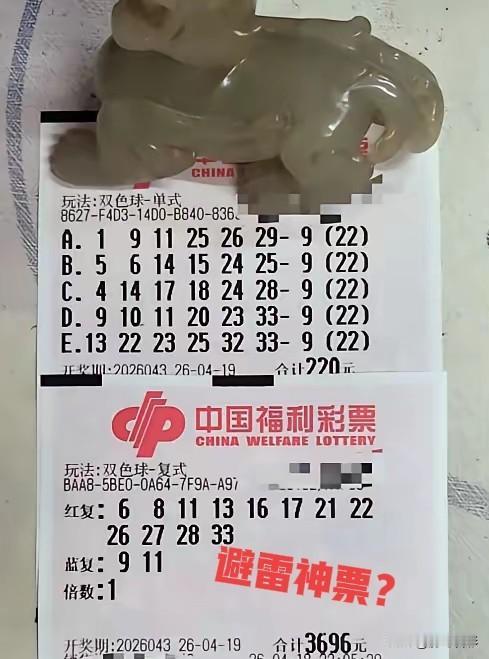 CHINA
玩法:双色球-单式
8627-F4D3-14D0-B840-836
A. 1 9 11 25 26 29- 9 (22)
B. 5 6 14 15 24 25- 9 (22)
C. 4 14 17 18 24 28- 9 (22)
D. 9 10 11 20 23 33- 9 (22)
E.13 22 23 25 32 33- 9 (22)
开奖期:2026043 26-04-19 合计220元
中国福利彩票
CHINA WELFARE LOTTERY
玩法:双色球-复式
BAA8-5BE0-0A64-7F9A-A97
红复: 6 8 11 13 16 17 21 22
26 27 28 33
蓝复: 9 11
倍数:1
避雷神票?
开奖期:2026043 26-04-19 合计3696元